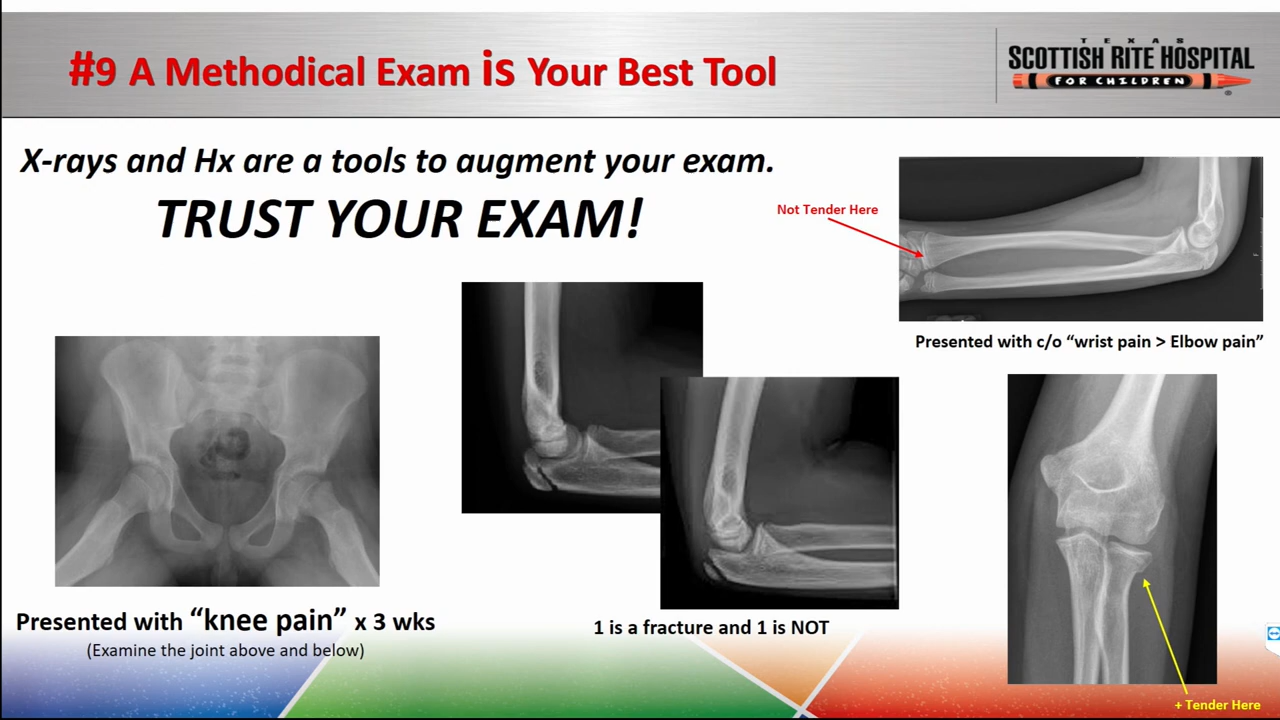 #9 A Methodical Exam is Your Best Tool
TEXAS
SCOTTISH RITE HOSPITAL
FOR CHILDREN
®
X-rays and Hx are a tools to augment your exam.
TRUST YOUR EXAM!
Not Tender Here
Presented with c/o “wrist pain > Elbow pain”
Presented with “knee pain” x 3 wks
(Examine the joint above and below)
1 is a fracture and 1 is NOT
+ Tender Here